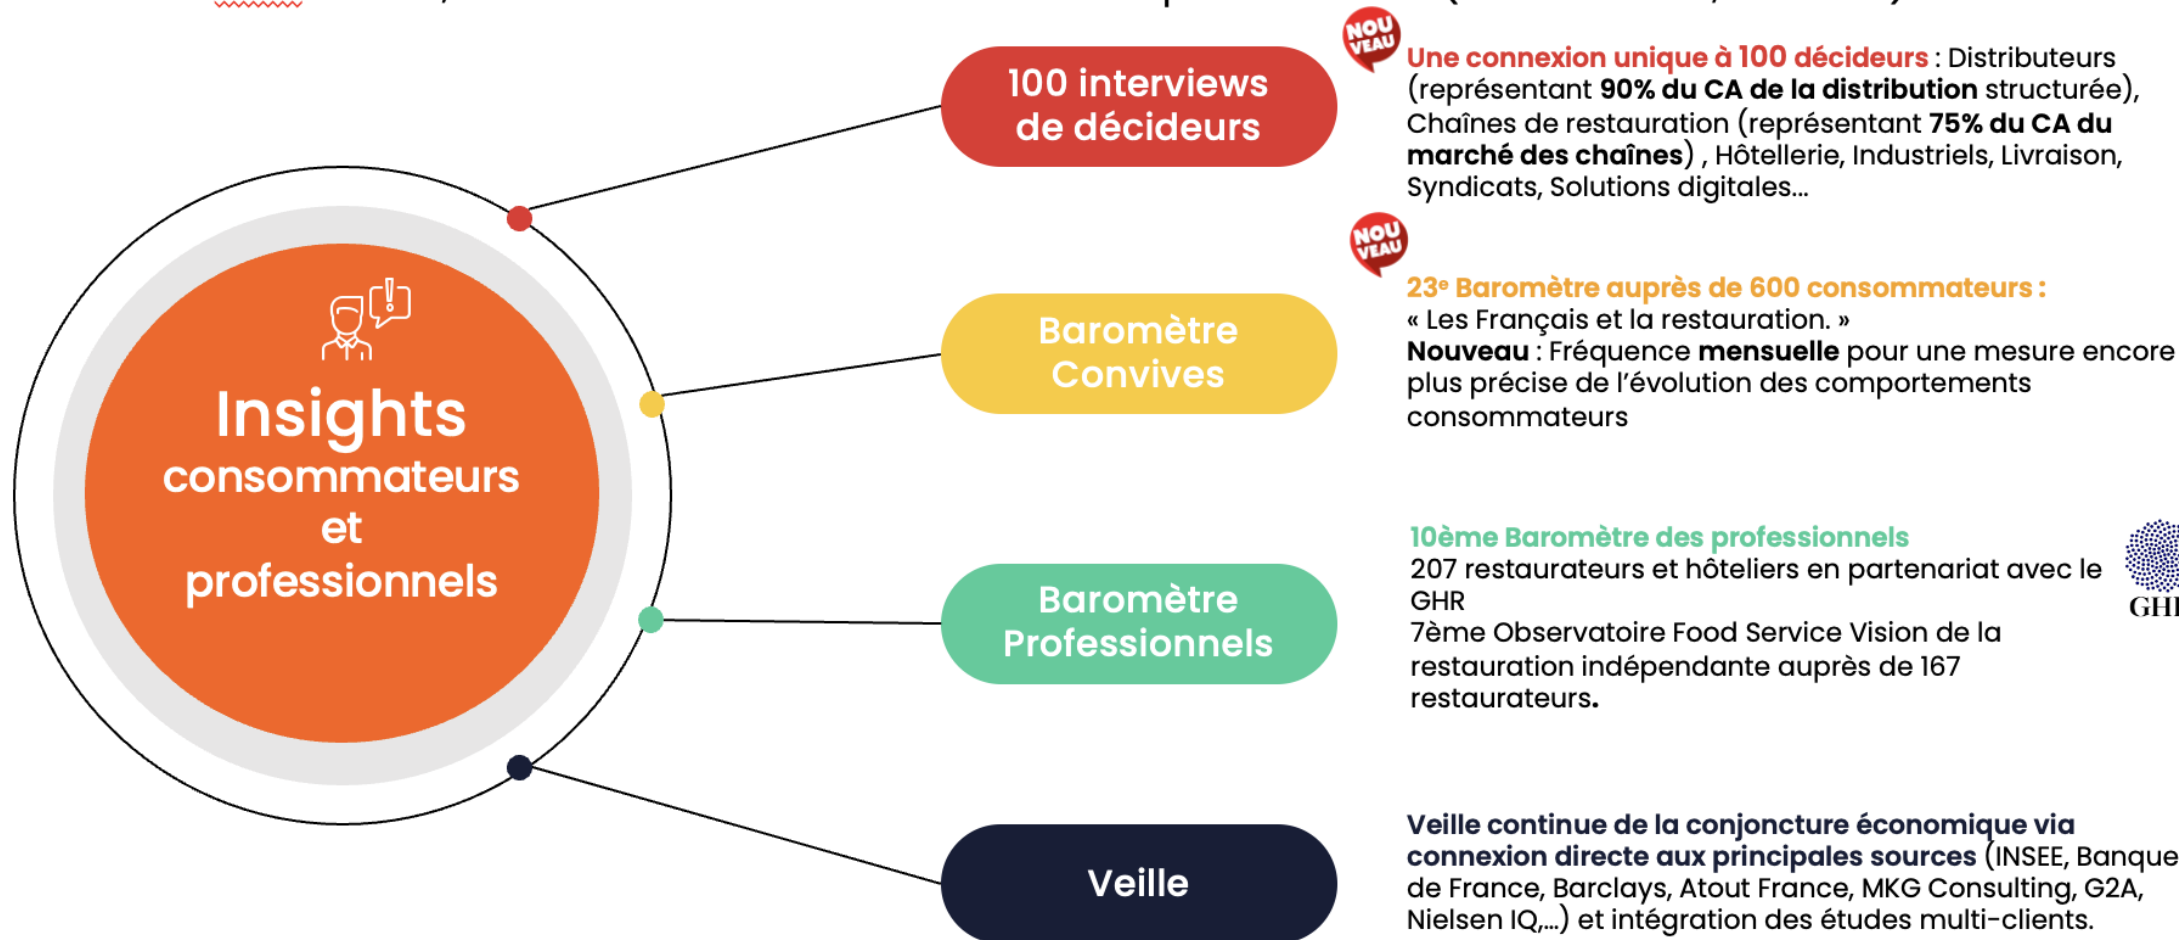 100 interviews
de décideurs
NOU
VEAU
Une connexion unique à 100 décideurs : Distributeurs
(représentant 90% du CA de la distribution structurée),
Chaînes de restauration (représentant 75% du CA du
marché des chaînes) , Hôtellerie, Industriels, Livraison,
Syndicats, Solutions digitales...
Insights
consommateurs
et
professionnels
Baromètre
Convives
NOU
VEAU
23e Baromètre auprès de 600 consommateurs :
« Les Français et la restauration. »
Nouveau : Fréquence mensuelle pour une mesure encore
plus précise de l'évolution des comportements
consommateurs
Baromètre
Professionnels
10ème Baromètre des professionnels
207 restaurateurs et hôteliers en partenariat avec le
GHR
7ème Observatoire Food Service Vision de la
restauration indépendante auprès de 167
restaurateurs.
Veille
Veille continue de la conjoncture économique via
connexion directe aux principales sources (INSEE, Banque
de France, Barclays, Atout France, MKG Consulting, G2A,
Nielsen IQ,...) et intégration des études multi-clients.